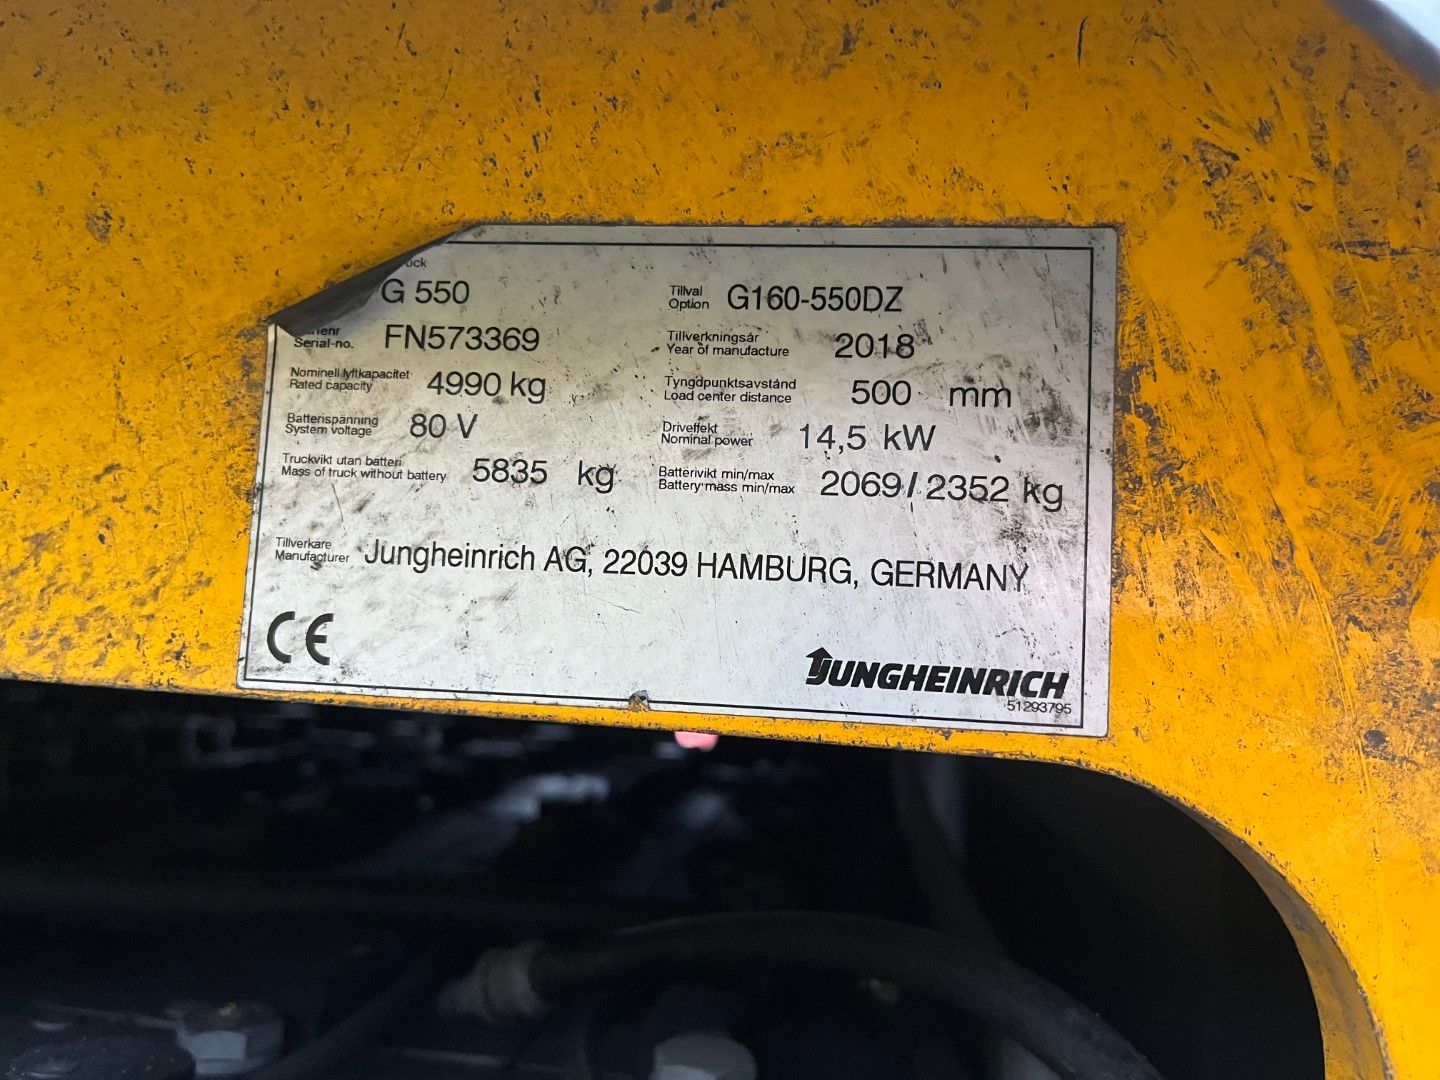 G 550
Tillval
Option G160-550DZ
Serial-no. FN573369
Tillverkningsår
Year of manufacture 2018
Nominell lyftkapacitet
Rated capacity 4990 kg
Tyngdpunktsavstånd
Load center distance 500 mm
Batterispänning
System voltage 80 V
Driveffekt
Nominal power 14,5 kW
Truckvikt utan batteri
Mass of truck without battery 5835 kg
Batterivikt min/max
Battery mass min/max 2069/2352 kg
Tillverkare
Manufacturer Jungheinrich AG, 22039 HAMBURG, GERMANY
CE
JUNGHEINRICH
51293795